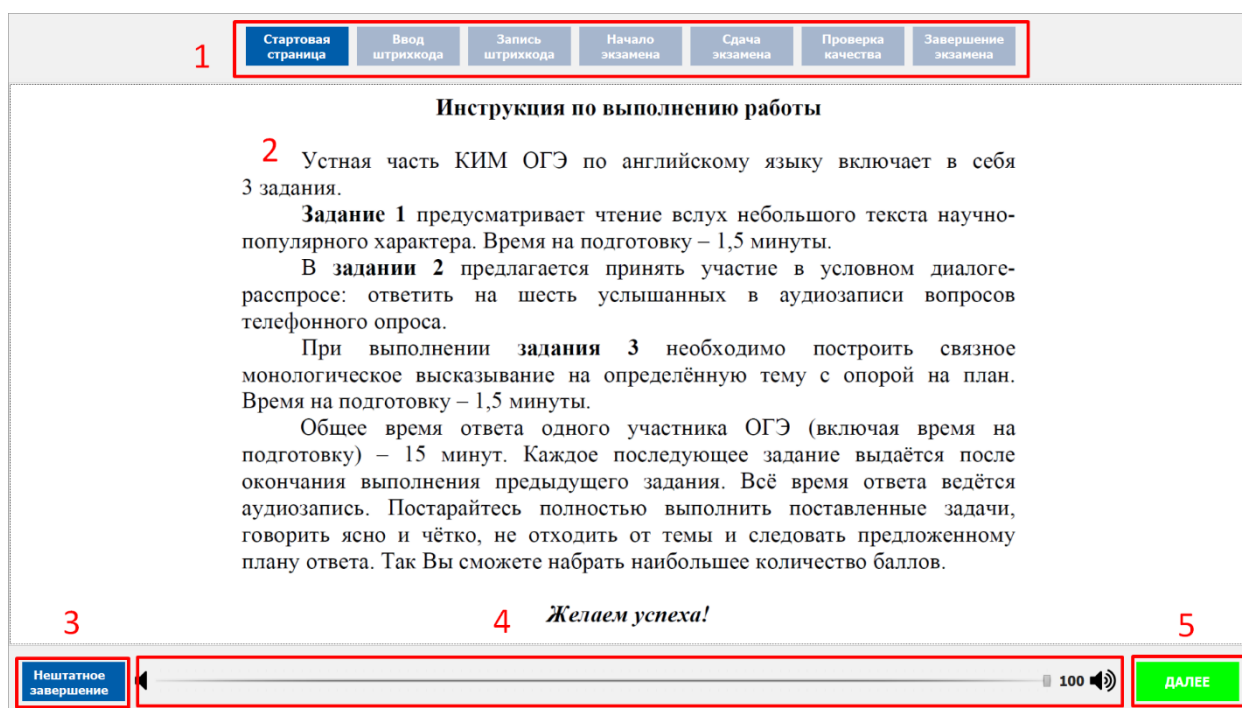 1
Стартовая страница
Ввод штрихкода
Запись штрихкода
Начало экзамена
Сдача экзамена
Проверка качества
Завершение экзамена
Инструкция по выполнению работы
2
Устная часть КИМ ОГЭ по английскому языку включает в себя
3 задания.
Задание 1 предусматривает чтение вслух небольшого текста научно-
популярного характера. Время на подготовку – 1,5 минуты.
В задании 2 предлагается принять участие в условном диалоге-
расспросе: ответить на шесть услышанных в аудиозаписи вопросов
телефонного опроса.
При выполнении задания 3 необходимо построить связное
монологическое высказывание на определённую тему с опорой на план.
Время на подготовку – 1,5 минуты.
Общее время ответа одного участника ОГЭ (включая время на
подготовку) – 15 минут. Каждое последующее задание выдаётся после
окончания выполнения предыдущего задания. Всё время ответа ведётся
аудиозапись. Постарайтесь полностью выполнить поставленные задачи,
говорить ясно и чётко, не отходить от темы и следовать предложенному
плану ответа. Так Вы сможете набрать наибольшее количество баллов.
Желаем успеха!
3
4
5
Нештатное
завершение
100
ДАЛЕЕ